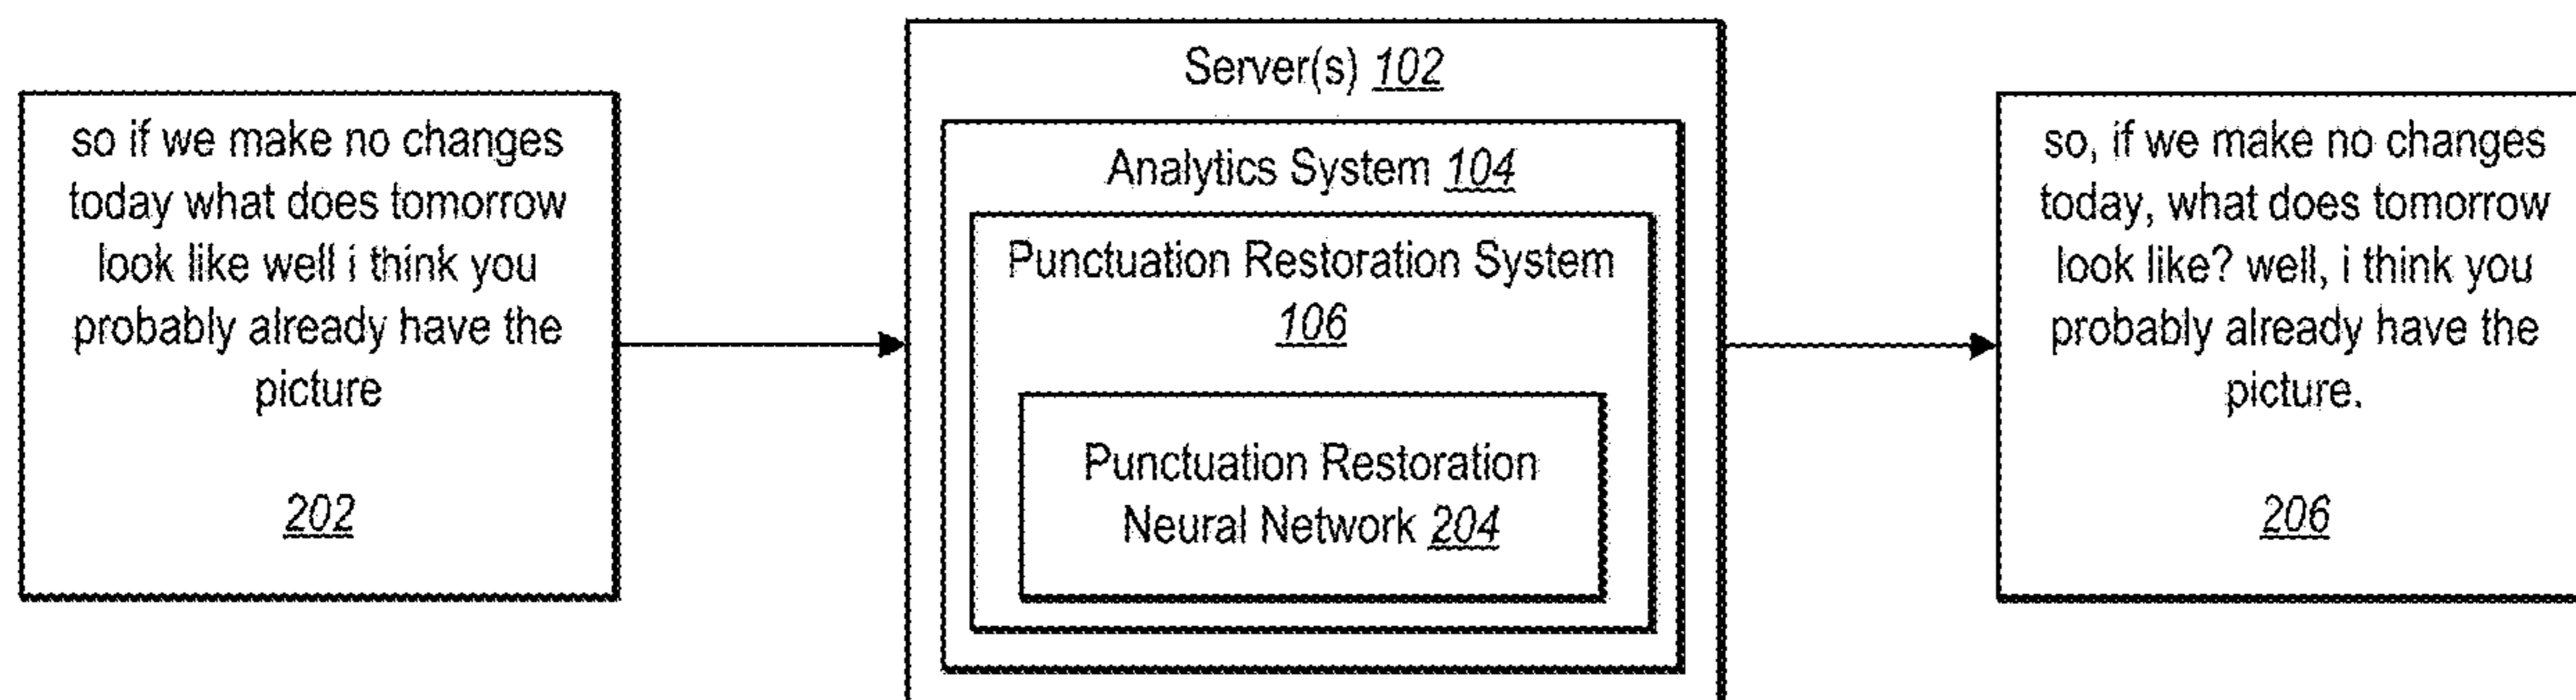 so if we make no changes
today what does tomorrow
look like well i think you
probably already have the
picture
202
Server(s) 102
Analytics System 104
Punctuation Restoration System
106
Punctuation Restoration
Neural Network 204
so, if we make no changes
today, what does tomorrow
look like? well, i think you
probably already have the
picture.
206